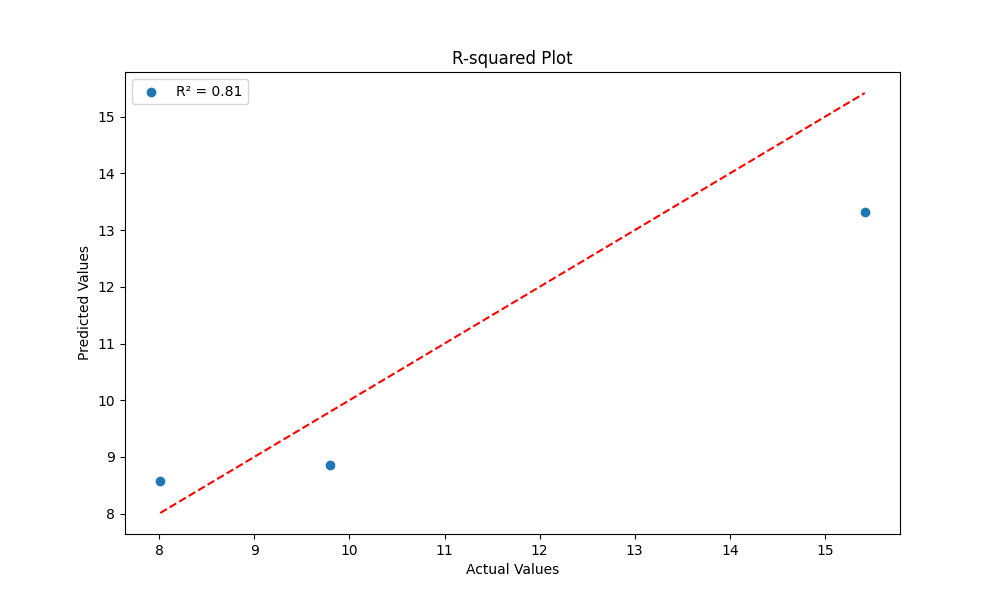 R-squared Plot
R² = 0.81
15
14
13
12
11
10
9
8
Predicted Values
8 9 10 11 12 13 14 15
Actual Values